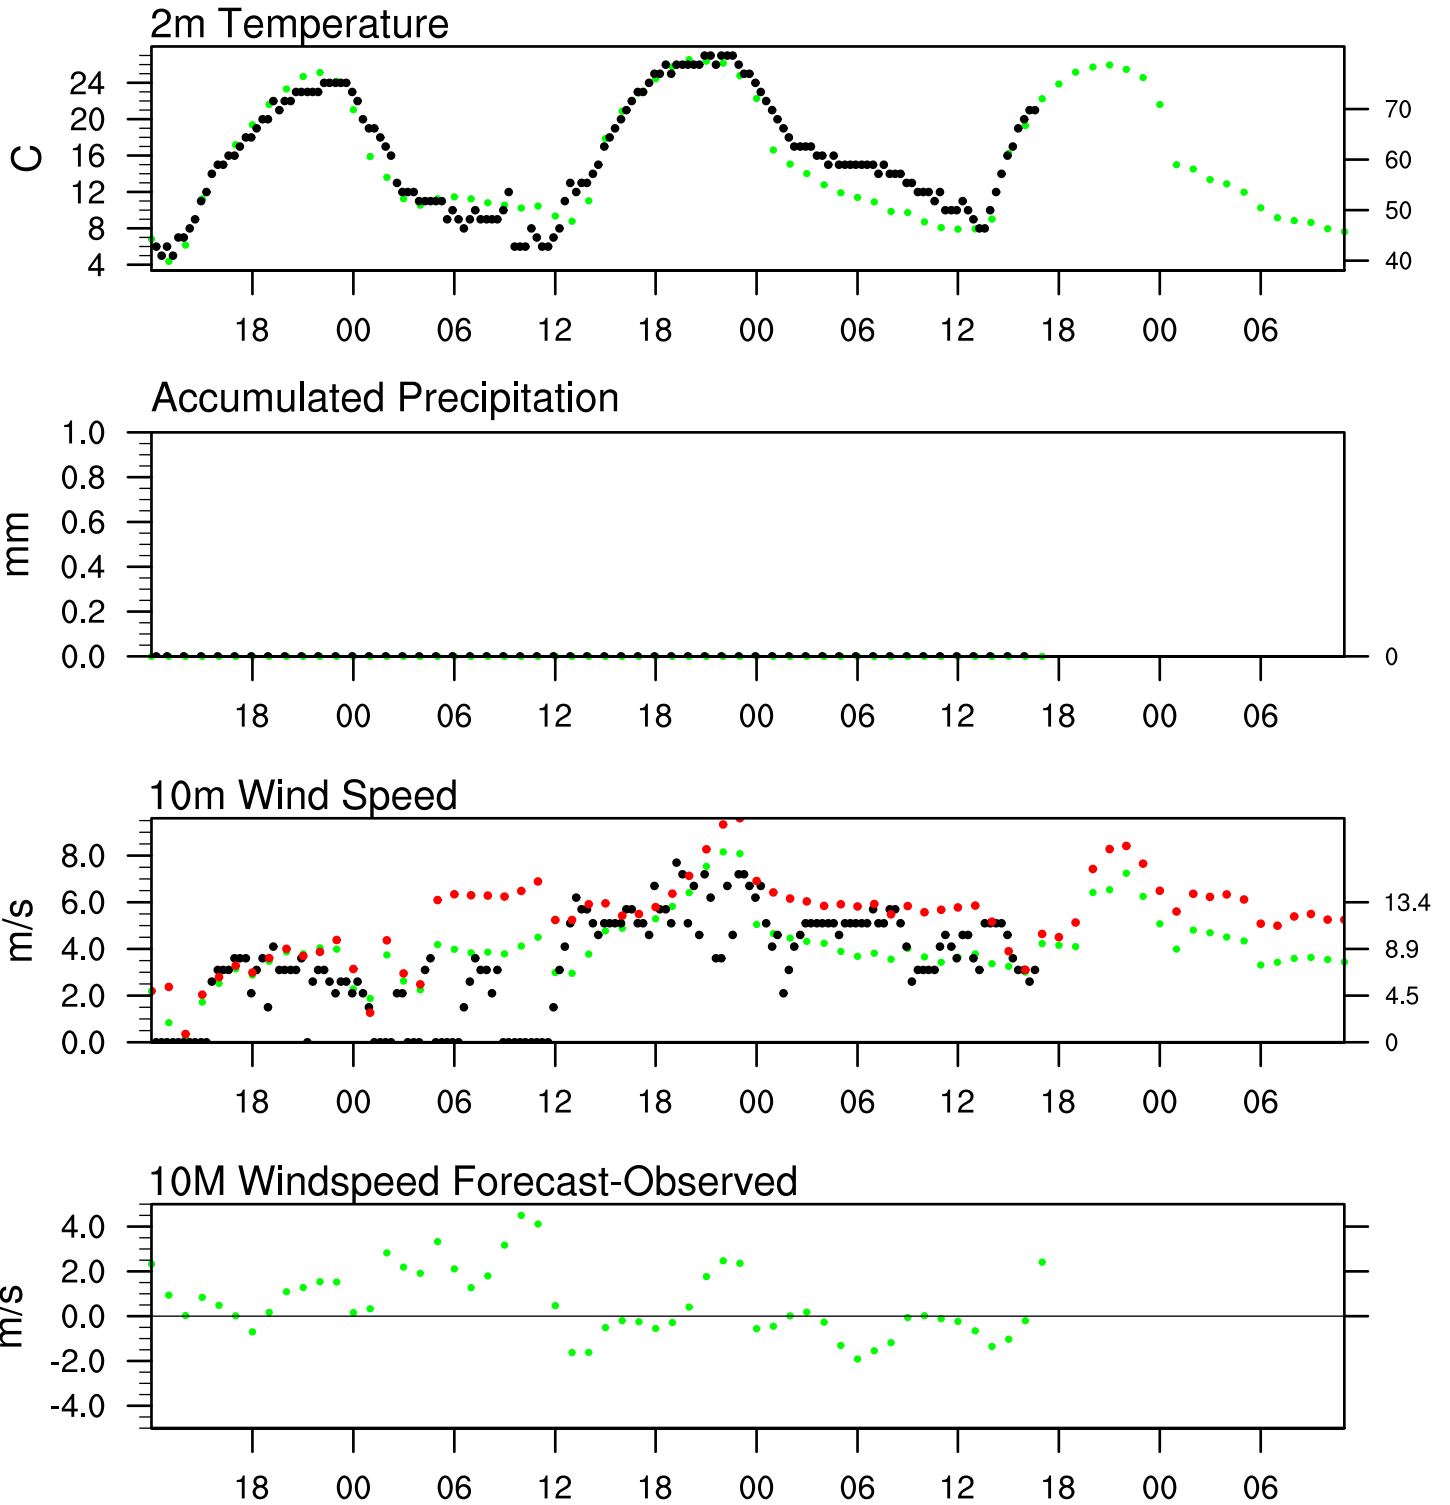 2m Temperature
C
24
20
16
12
8
4
70
60
50
40
18 00 06 12 18 00 06 12 18 00 06
Accumulated Precipitation
mm
1.0
0.8
0.6
0.4
0.2
0.0
0
18 00 06 12 18 00 06 12 18 00 06
10m Wind Speed
m/s
8.0
6.0
4.0
2.0
0.0
13.4
8.9
4.5
0
18 00 06 12 18 00 06 12 18 00 06
10M Windspeed Forecast-Observed
m/s
4.0
2.0
0.0
-2.0
-4.0
18 00 06 12 18 00 06 12 18 00 06